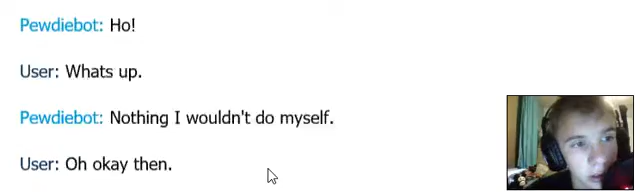 Pewdiebot: Ho!
User: Whats up.
Pewdiebot: Nothing I wouldn't do myself.
User: Oh okay then.